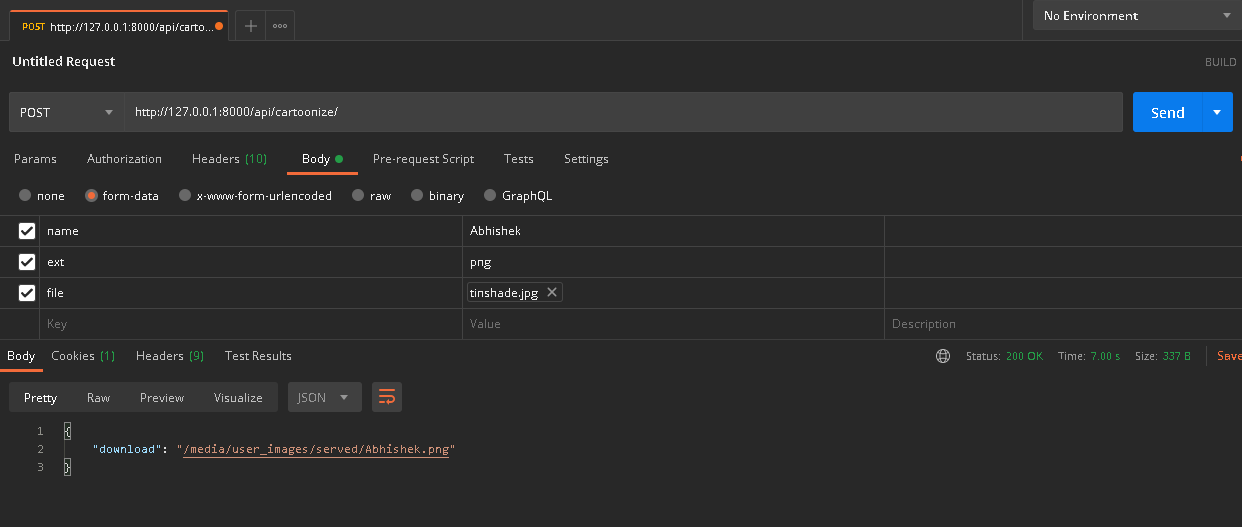 POST http://127.0.0.1:8000/api/carto... No Environment
Untitled Request BUILD
POST http://127.0.0.1:8000/api/cartoonize/ Send
Params Authorization Headers (10) Body Pre-request Script Tests Settings
none form-data x-www-form-urlencoded raw binary GraphQL
name Abhishek
ext png
file tinshade.jpg
Key Value Description
Body Cookies (1) Headers (9) Test Results Status: 200 OK Time: 7.00 s Size: 337 B Save
Pretty Raw Preview Visualize JSON
1 {
2 "download": "/media/user_images/served/Abhishek.png"
3 }